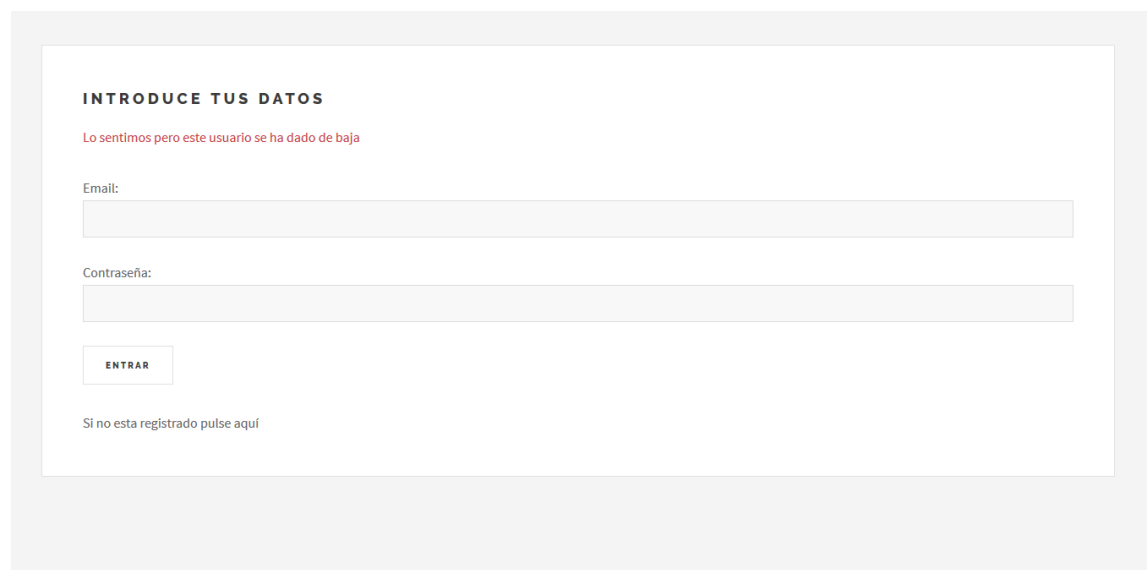 INTRODUCE TUS DATOS
Lo sentimos pero este usuario se ha dado de baja
Email:
Contraseña:
ENTRAR
Si no esta registrado pulse aquí